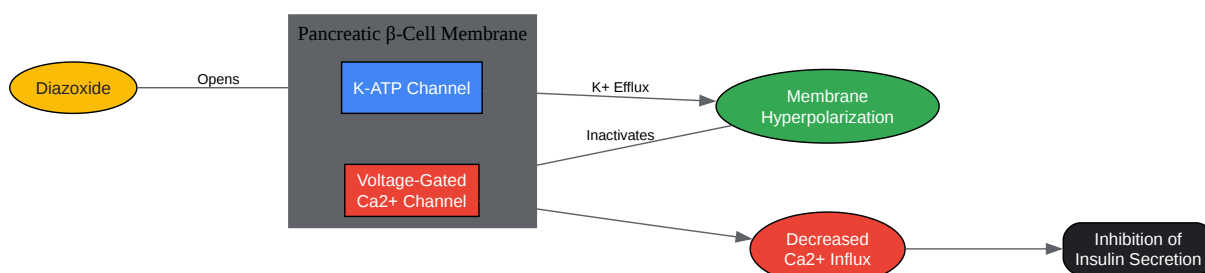 Pancreatic β-Cell Membrane
Diazoxide
Opens
K-ATP Channel
K+ Efflux
Membrane
Hyperpolarization
Inactivates
Voltage-Gated
Ca2+ Channel
Decreased
Ca2+ Influx
Inhibition of
Insulin Secretion